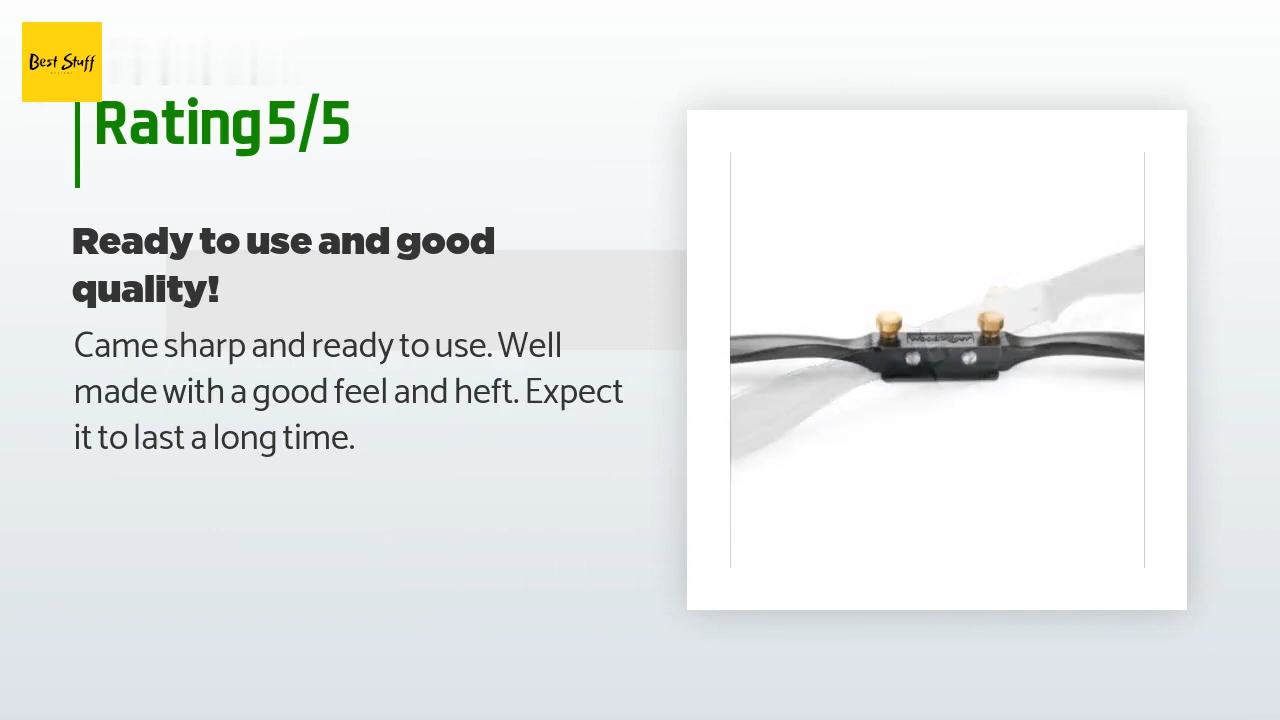 Best Stuff
Rating 5/5
Ready to use and good
quality!
Came sharp and ready to use. Well
made with a good feel and heft. Expect
it to last a long time.